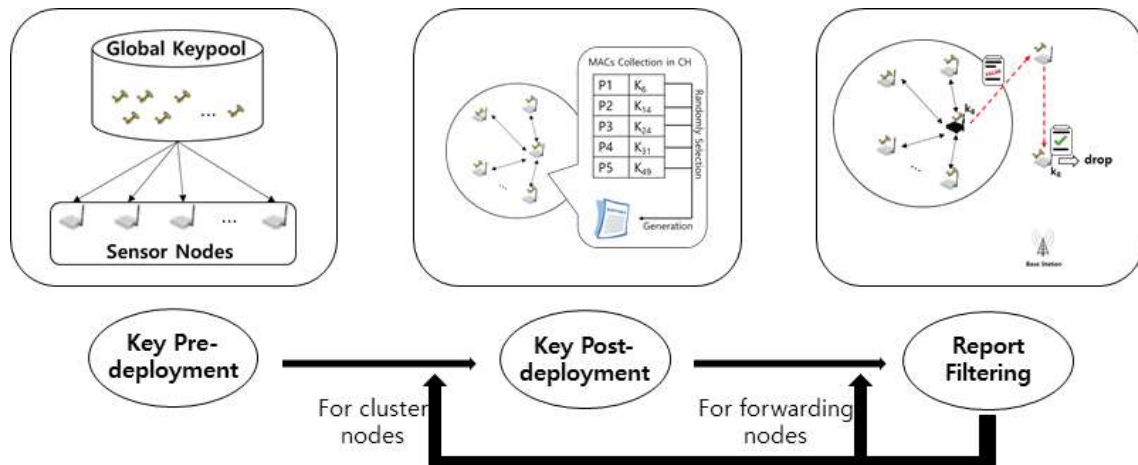 Global Keypool
...
...
Sensor Nodes
MACs Collection in CH
P1 K6
P2 K14
P3 K24
P4 K31
P5 K49
Randomly Selection
Generation
...
...
drop
Base Station
Key Pre-
deployment
Key Post-
deployment
Report
Filtering
For cluster
nodes
For forwarding
nodes